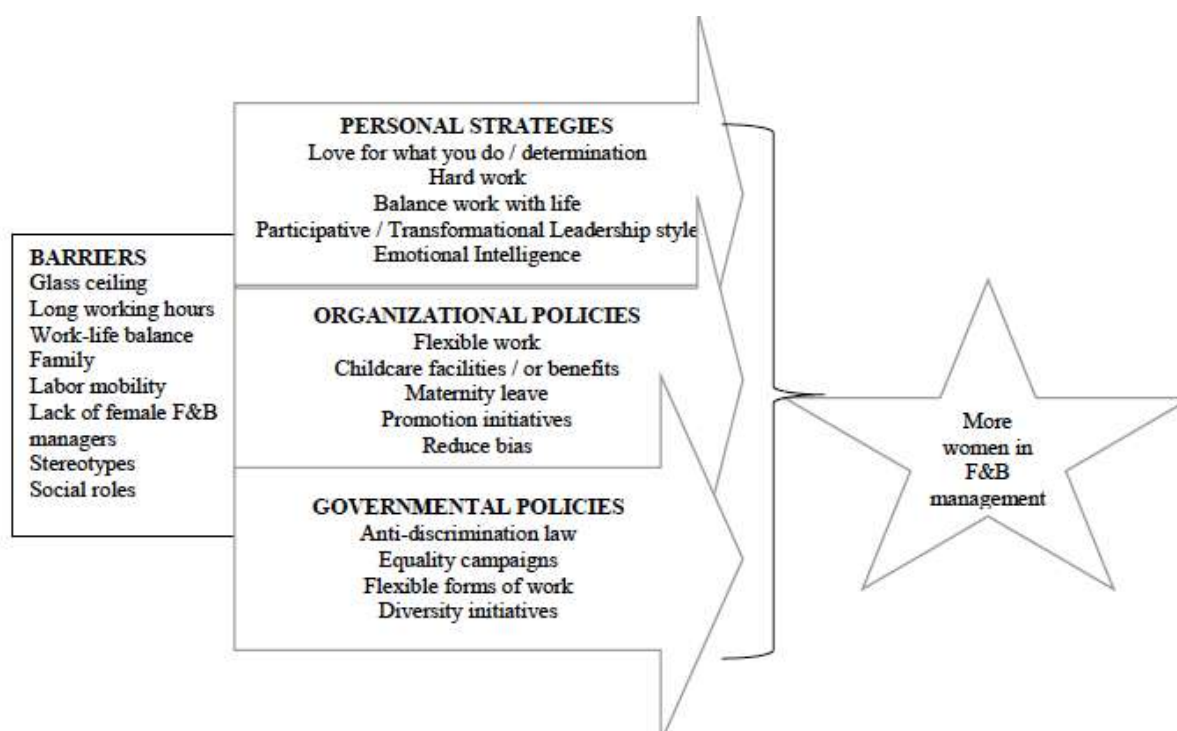 BARRIERS
Glass ceiling
Long working hours
Work-life balance
Family
Labor mobility
Lack of female F&B
managers
Stereotypes
Social roles
PERSONAL STRATEGIES
Love for what you do / determination
Hard work
Balance work with life
Participative / Transformational Leadership style
Emotional Intelligence
ORGANIZATIONAL POLICIES
Flexible work
Childcare facilities / or benefits
Maternity leave
Promotion initiatives
Reduce bias
GOVERNMENTAL POLICIES
Anti-discrimination law
Equality campaigns
Flexible forms of work
Diversity initiatives
More
women in
F&B
management